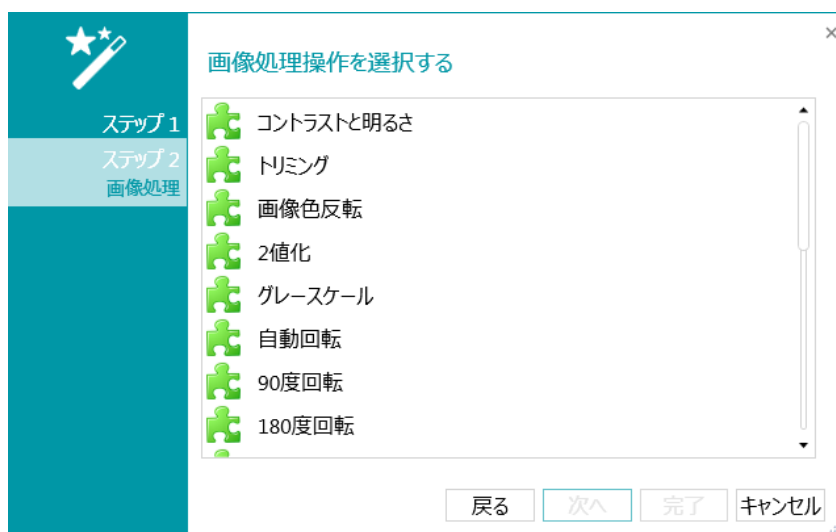 画像処理操作を選択する
ステップ 1
ステップ 2
画像処理
コントラストと明るさ
トリミング
画像色反転
2値化
グレースケール
自動回転
90度回転
180度回転
戻る 次へ 完了 キャンセル